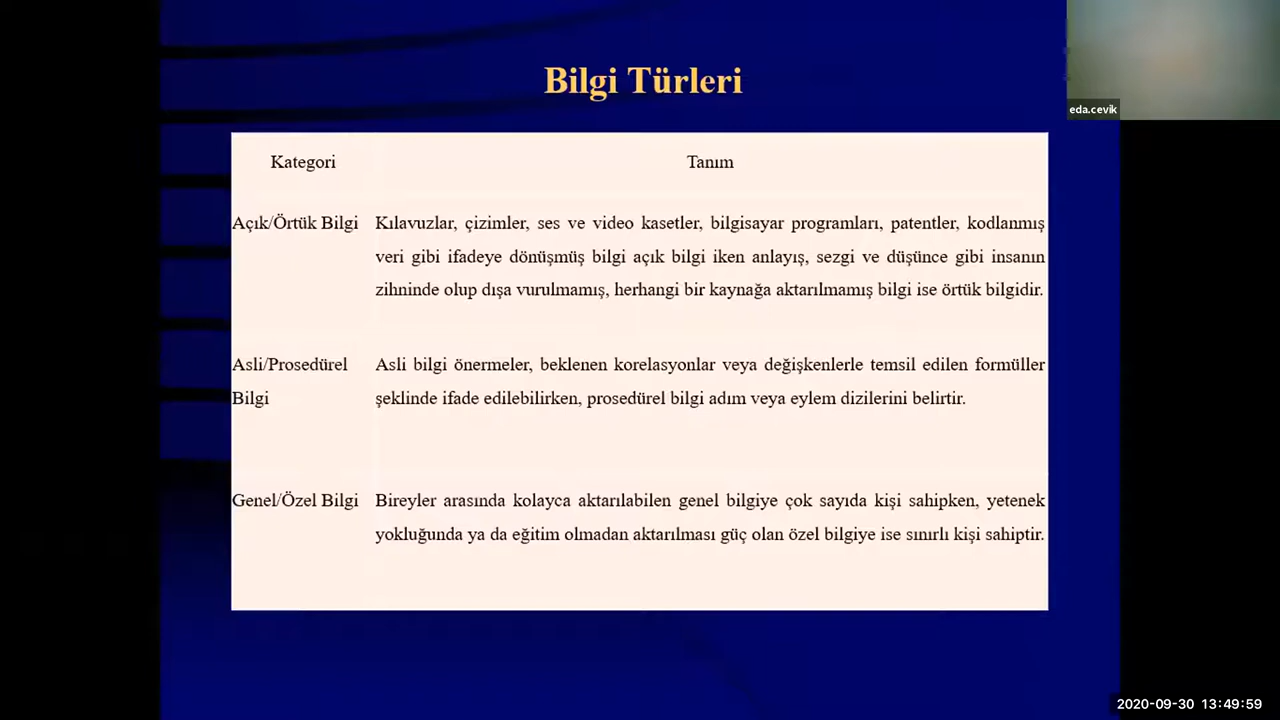 Bilgi Türleri
eda.cevik
Kategori Tanım
Açık/Örtük Bilgi Kılavuzlar, çizimler, ses ve video kasetler, bilgisayar programları, patentler, kodlanmış
veri gibi ifadeye dönüşmüş bilgi açık bilgi iken anlayış, sezgi ve düşünce gibi insanın
zihninde olup dışa vurulmamış, herhangi bir kaynağa aktarılmamış bilgi ise örtük bilgidir.
Asli/Prosedürel Asli bilgi önermeler, beklenen korelasyonlar veya değişkenlerle temsil edilen formüller
Bilgi şeklinde ifade edilebilirken, prosedürel bilgi adım veya eylem dizilerini belirtir.
Genel/Özel Bilgi Bireyler arasında kolayca aktarılabilen genel bilgiye çok sayıda kişi sahipken, yetenek
yokluğunda ya da eğitim olmadan aktarılması güç olan özel bilgiye ise sınırlı kişi sahiptir.
2020-09-30 13:49:59